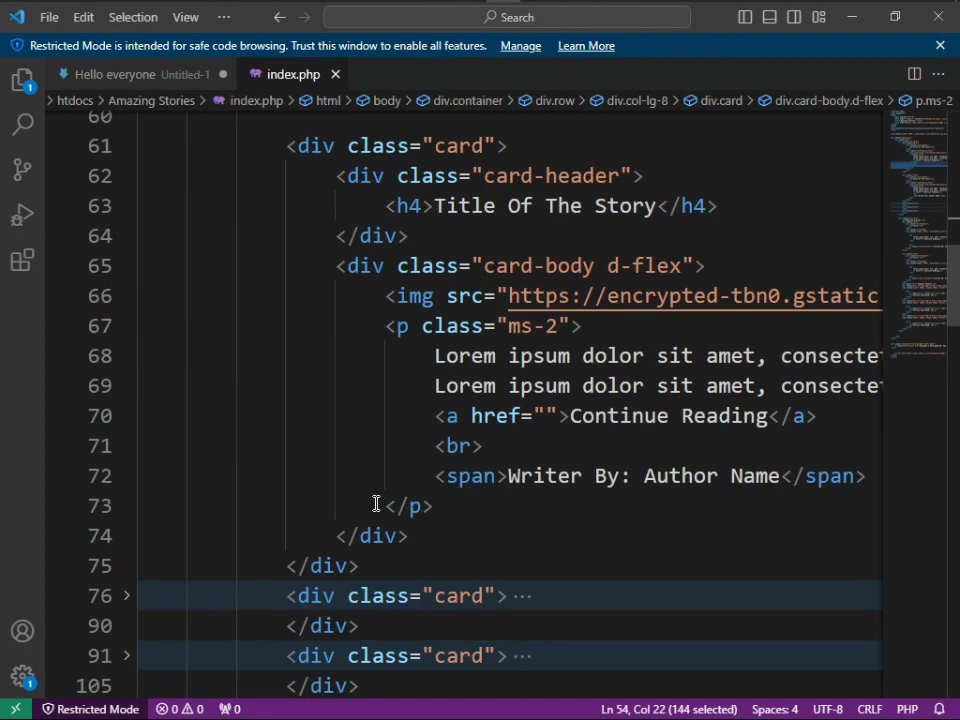 File Edit Selection View ··· Search
Restricted Mode is intended for safe code browsing. Trust this window to enable all features. Manage Learn More
Hello everyone Untitled-1 index.php
htdocs > Amazing Stories > index.php > html > body > div.container > div.row > div.col-lg-8 > div.card > div.card-body.d-flex > p.ms-2
60
61 <div class="card">
62 <div class="card-header">
63 <h4>Title Of The Story</h4>
64 </div>
65 <div class="card-body d-flex">
66 <img src="https://encrypted-tbn0.gstatic
67 <p class="ms-2">
68 Lorem ipsum dolor sit amet, consectet
69 Lorem ipsum dolor sit amet, consectet
70 <a href="">Continue Reading</a>
71 <br>
72 <span>Writer By: Author Name</span>
73 </p>
74 </div>
75 </div>
76 <div class="card">···
90 </div>
91 <div class="card">···
105 </div>
1
1
Restricted Mode 0 0 0 Ln 54, Col 22 (144 selected) Spaces: 4 UTF-8 CRLF PHP